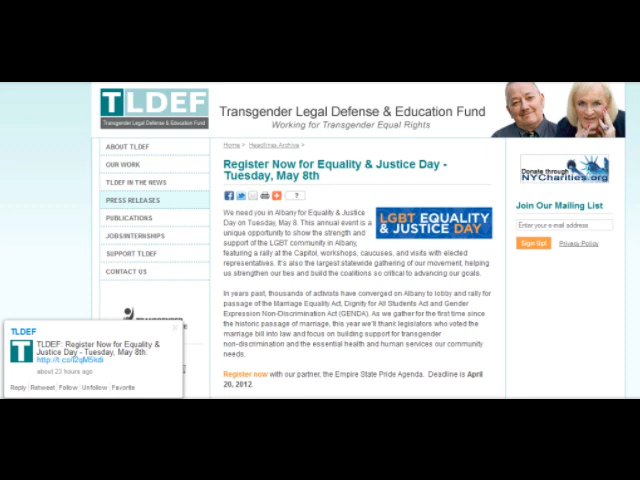 TLDEF
Transgender Legal Defense & Education Fund
Transgender Legal Defense & Education Fund
Working for Transgender Equal Rights
ABOUT TLDEF
OUR WORK
TLDEF IN THE NEWS
PRESS RELEASES
PUBLICATIONS
JOBS/INTERNSHIPS
SUPPORT TLDEF
CONTACT US
Home > Headlines Archive >
Register Now for Equality & Justice Day -
Tuesday, May 8th
?
LGBT EQUALITY
& JUSTICE DAY
We need you in Albany for Equality & Justice
Day on Tuesday, May 8. This annual event is a
unique opportunity to show the strength and
support of the LGBT community in Albany,
featuring a rally at the Capitol, workshops, caucuses, and visits with elected
representatives. It's also the largest statewide gathering of our movement, helping
us strengthen our ties and build the coalitions so critical to advancing our goals.
In years past, thousands of activists have converged on Albany to lobby and rally for
passage of the Marriage Equality Act, Dignity for All Students Act and Gender
Expression Non-Discrimination Act (GENDA). As we gather for the first time since
the historic passage of marriage, this year we'll thank legislators who voted the
marriage bill into law and focus on building support for transgender
non-discrimination and the essential health and human services our community
needs.
Register now with our partner, the Empire State Pride Agenda. Deadline is April
20, 2012.
Donate through
NYCharities.org
Join Our Mailing List
Enter your e-mail address
Sign Up!
Privacy Policy
TLDEF
TLDEF: Register Now for Equality &
Justice Day - Tuesday, May 8th:
about 23 hours ago
Reply Retweet Follow Unfollow Favorite